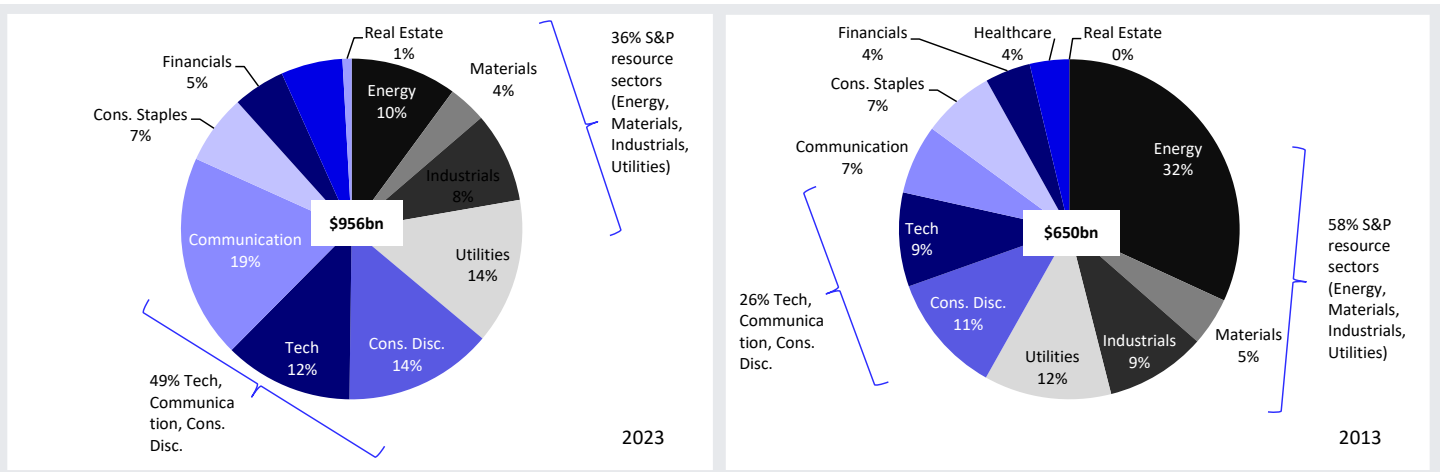 Real Estate
1%
Financials
5%
Cons. Staples
7%
Energy
10%
Materials
4%
Industrials
8%
Utilities
14%
Cons. Disc.
14%
Tech
12%
Communication
19%
$956bn
36% S&P
resource
sectors
(Energy,
Materials,
Industrials,
Utilities)
49% Tech,
Communica
tion, Cons.
Disc.
2023
Financials
4%
Healthcare
4%
Real Estate
0%
Cons. Staples
7%
Communication
7%
Tech
9%
Cons. Disc.
11%
Utilities
12%
Industrials
9%
Materials
5%
Energy
32%
$650bn
26% Tech,
Communica
tion, Cons.
Disc.
58% S&P
resource
sectors
(Energy,
Materials,
Industrials,
Utilities)
2013